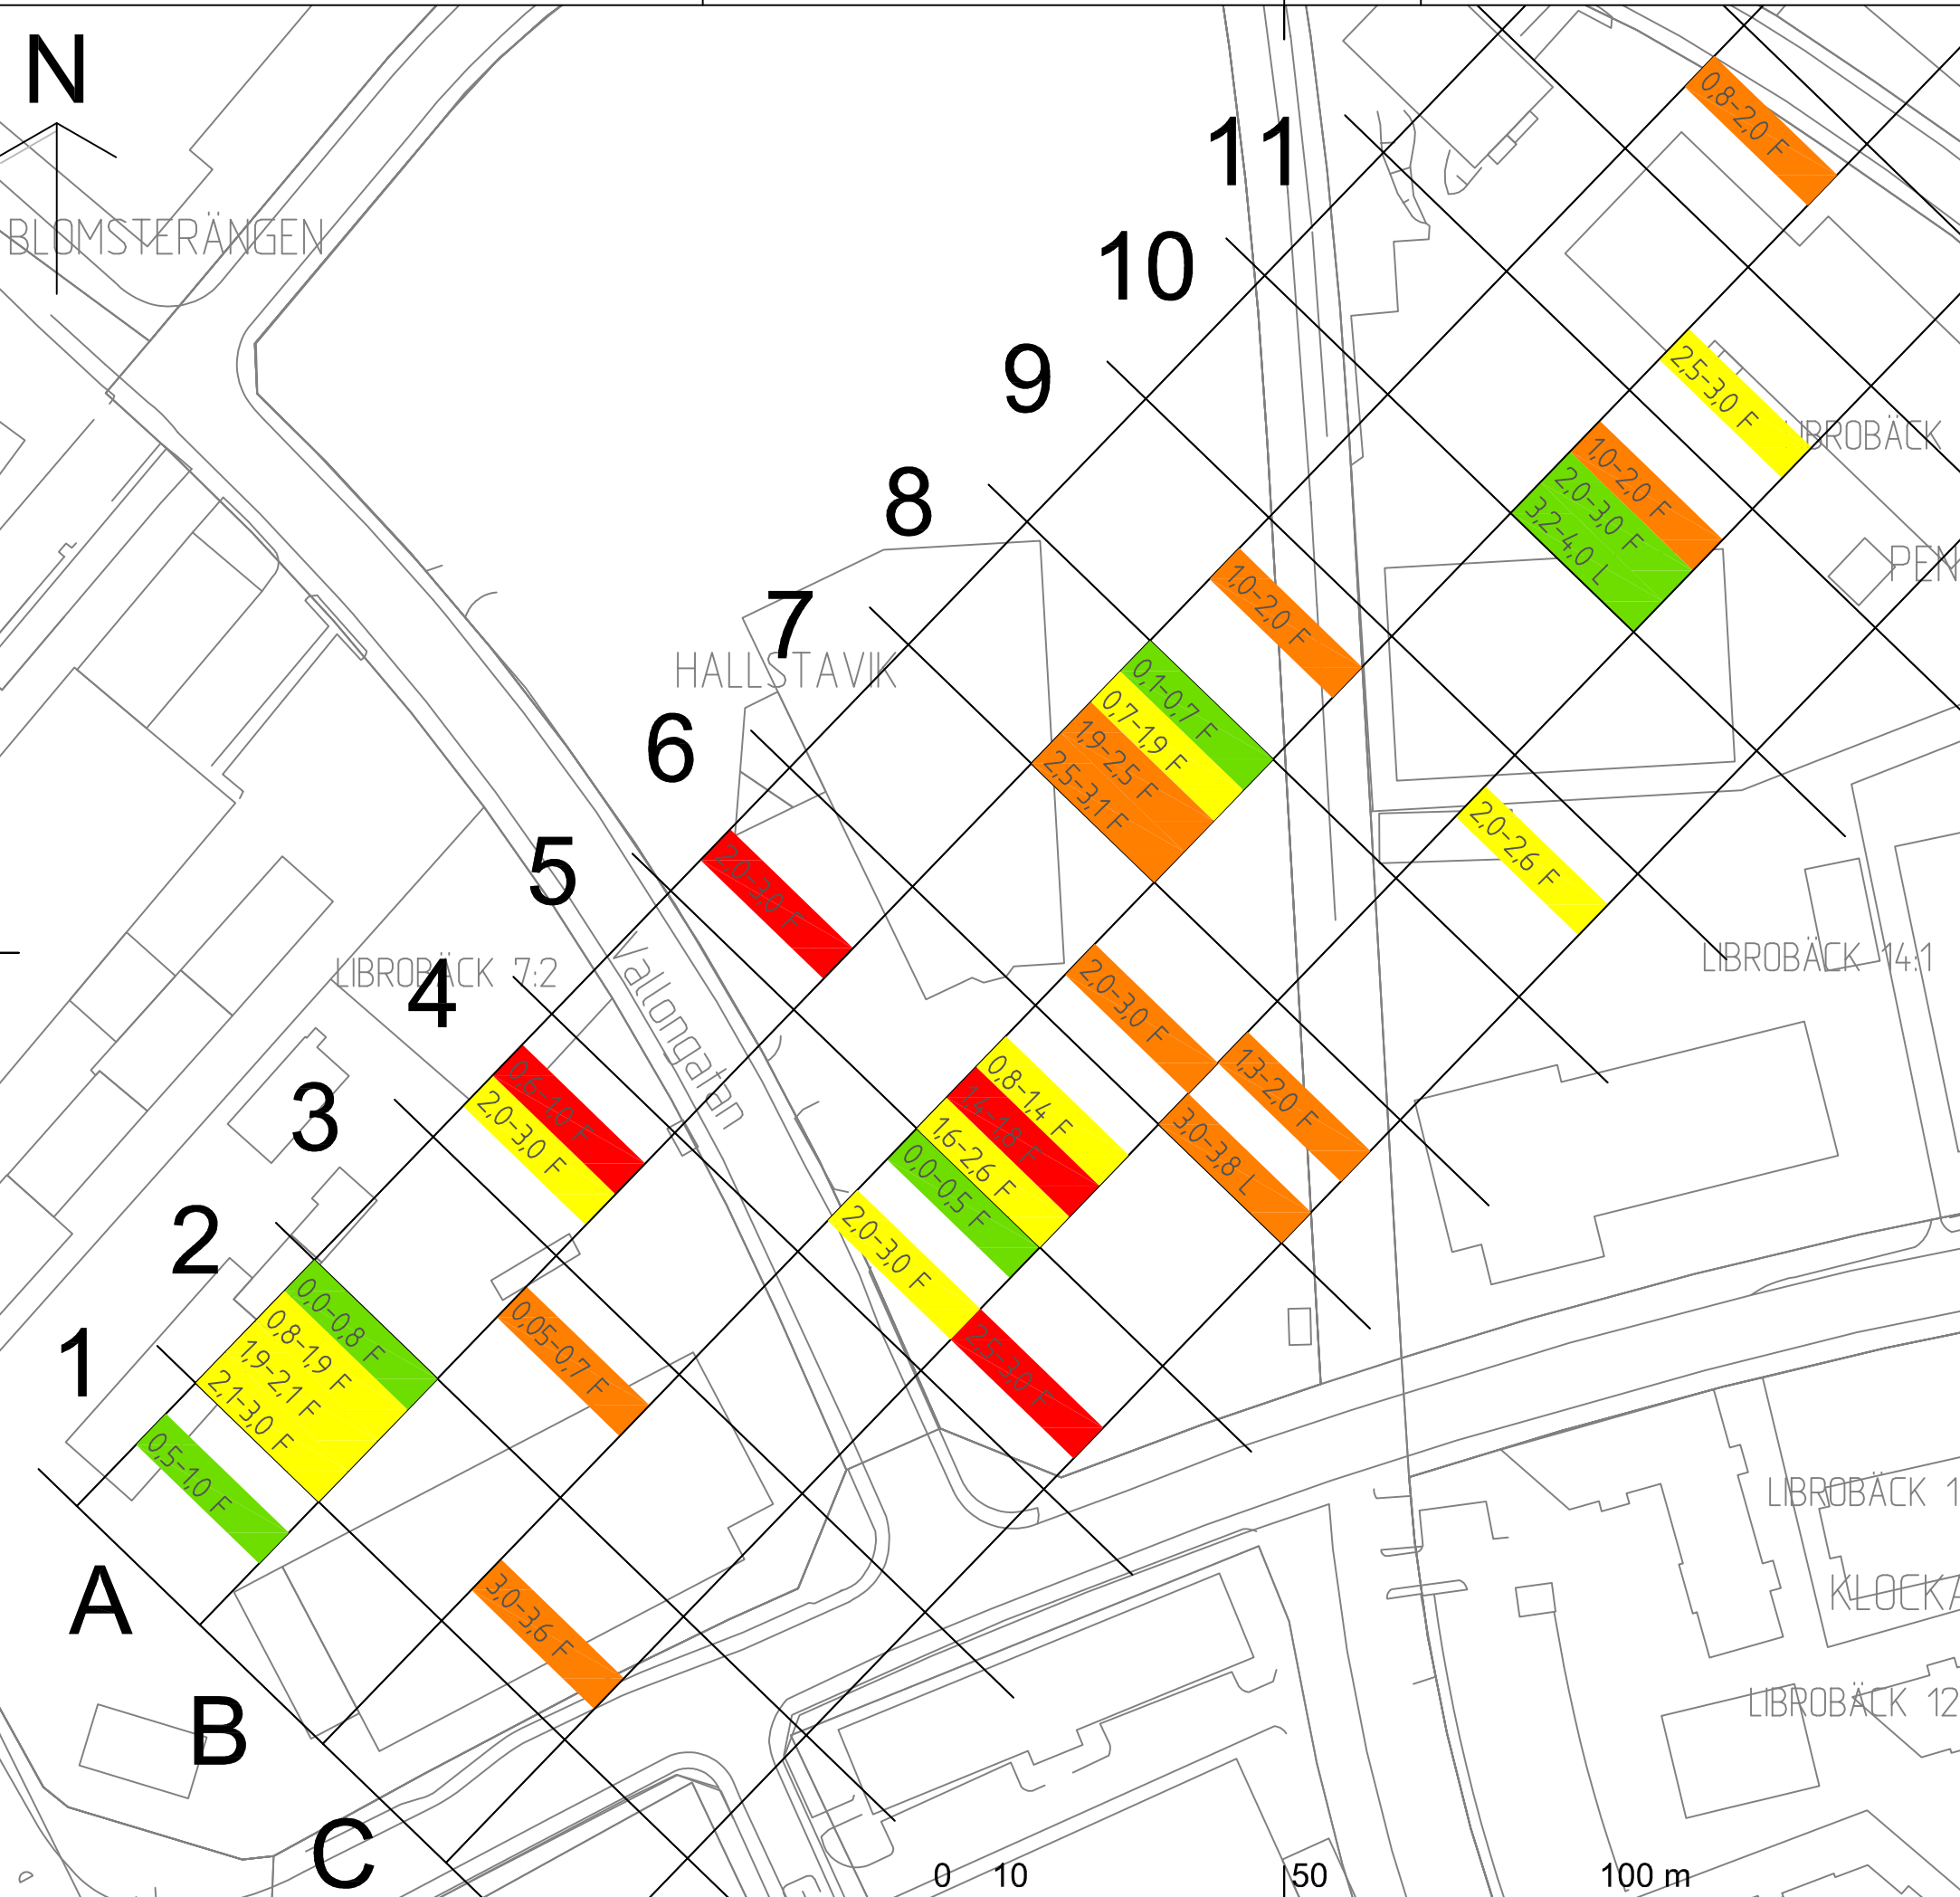 N
BLOMSTERÄNGEN
11
0,8-2,0 F
10
9
2,5-3,0 F
LIBROBÄCK
1,0-2,0 F
2,0-3,0 F
3,2-4,0 L
8
PEN
1,0-2,0 F
7
HALLSTAVIK
0,1-0,7 F
0,7-1,9 F
1,9-2,5 F
2,5-3,1 F
6
2,0-2,6 F
5
2,0-3,0 F
LIBROBÄCK 14:1
LIBROBÄCK 7:2
4
Vallongatan
2,0-3,0 F
1,3-2,0 F
3,0-3,8 L
0,8-1,4 F
1,4-1,8 F
1,6-2,6 F
0,0-0,5 F
3
0,6-1,0 F
2,0-3,0 F
2
2,0-3,0 F
2,5-3,0 F
0,0-0,8 F
0,8-1,9 F
1,9-2,1 F
2,1-3,0 F
0,05-0,7 F
1
0,5-1,0 F
LIBROBÄCK 1
A
3,0-3,6 F
KLOCKA
B
LIBROBÄCK 12
C
0 10 50 100 m